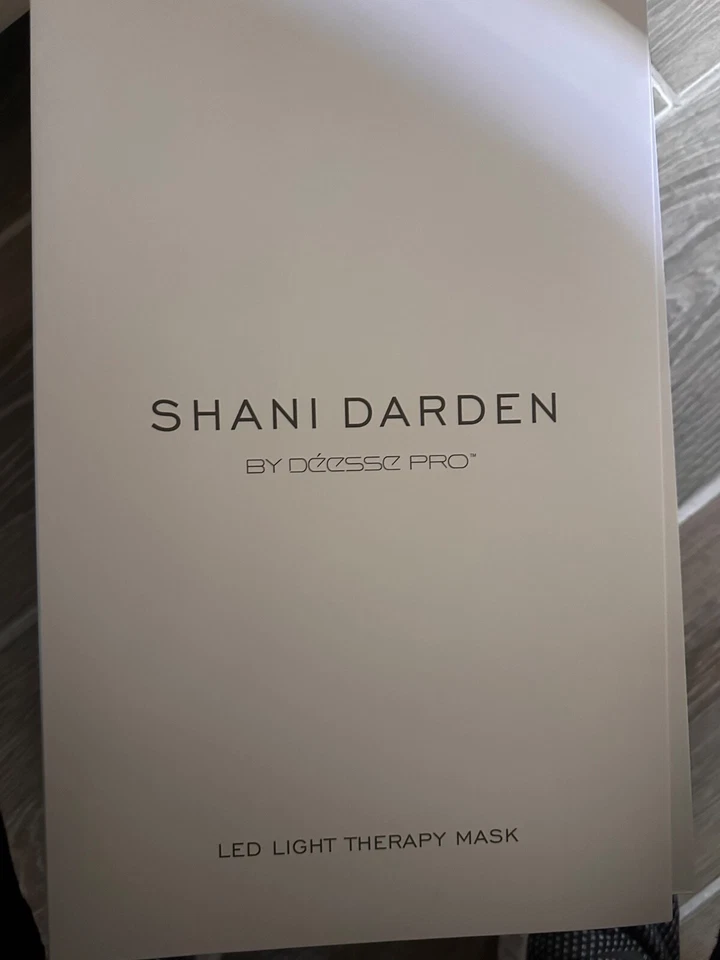 SHANI DARDEN
BY DÉESSE PRO™
LED LIGHT THERAPY MASK